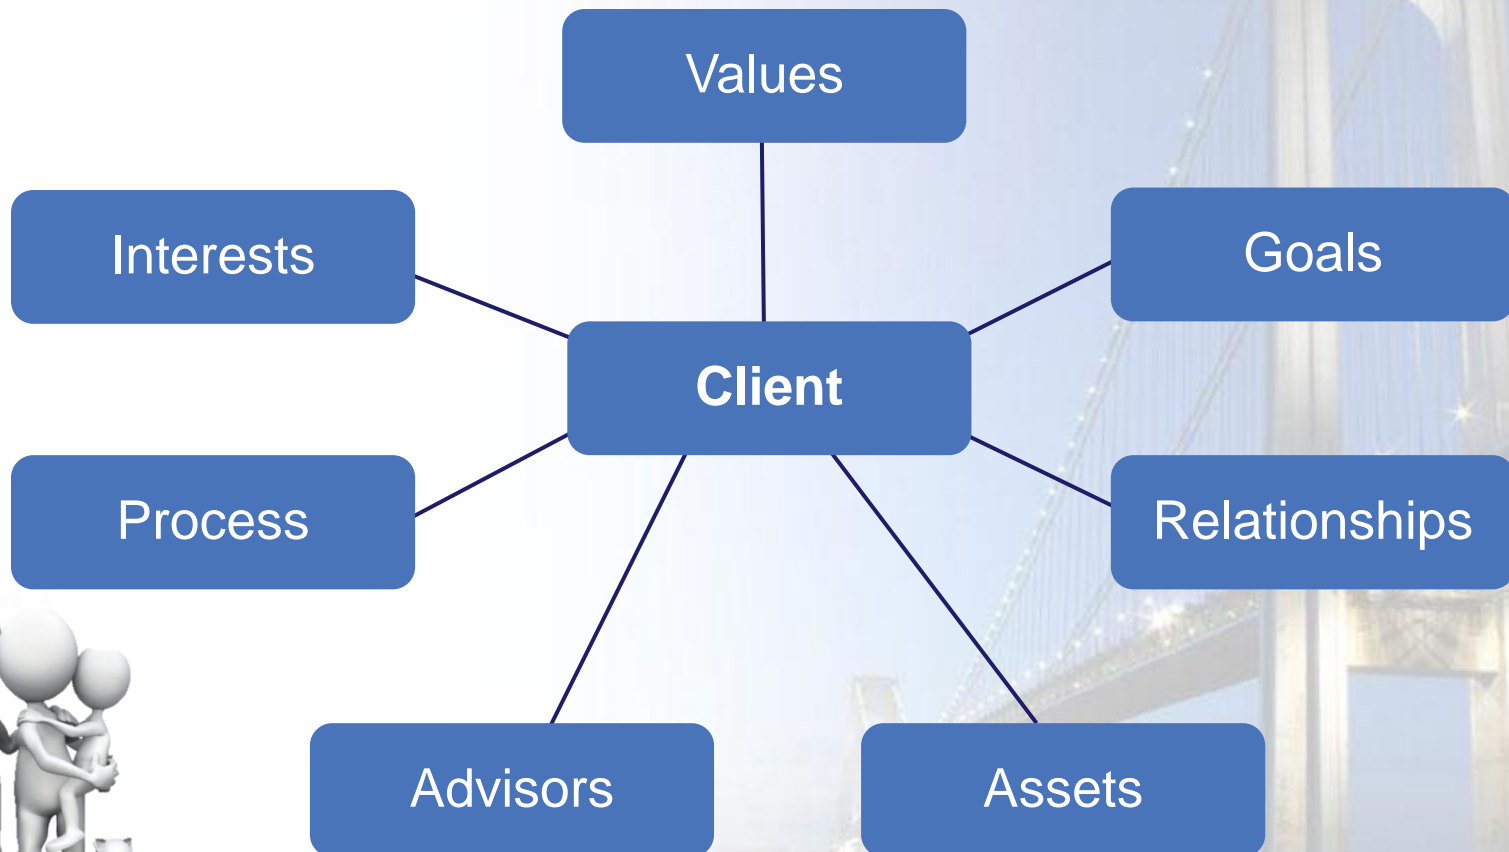 Values
Interests
Goals
Client
Process
Relationships
Advisors
Assets